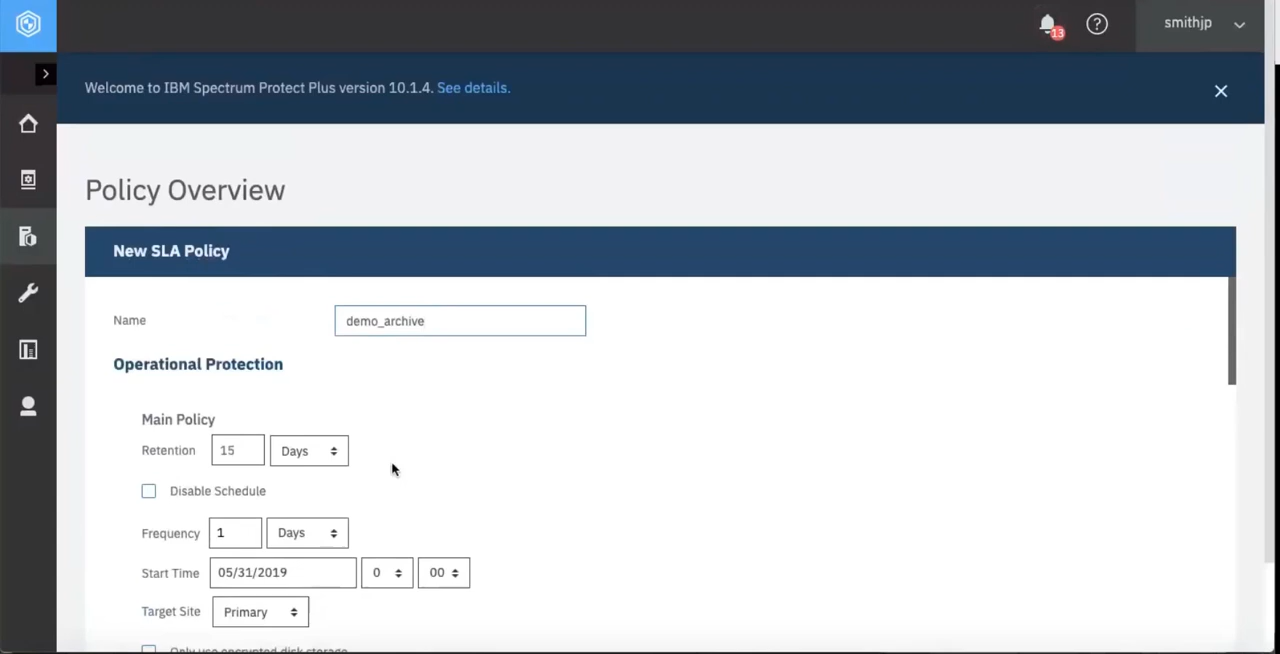 13
smithjp
Welcome to IBM Spectrum Protect Plus version 10.1.4. See details.
Policy Overview
New SLA Policy
Name demo_archive
Operational Protection
Main Policy
Retention 15 Days
Disable Schedule
Frequency 1 Days
Start Time 05/31/2019 0 00
Target Site Primary
Only use encrypted disk storage